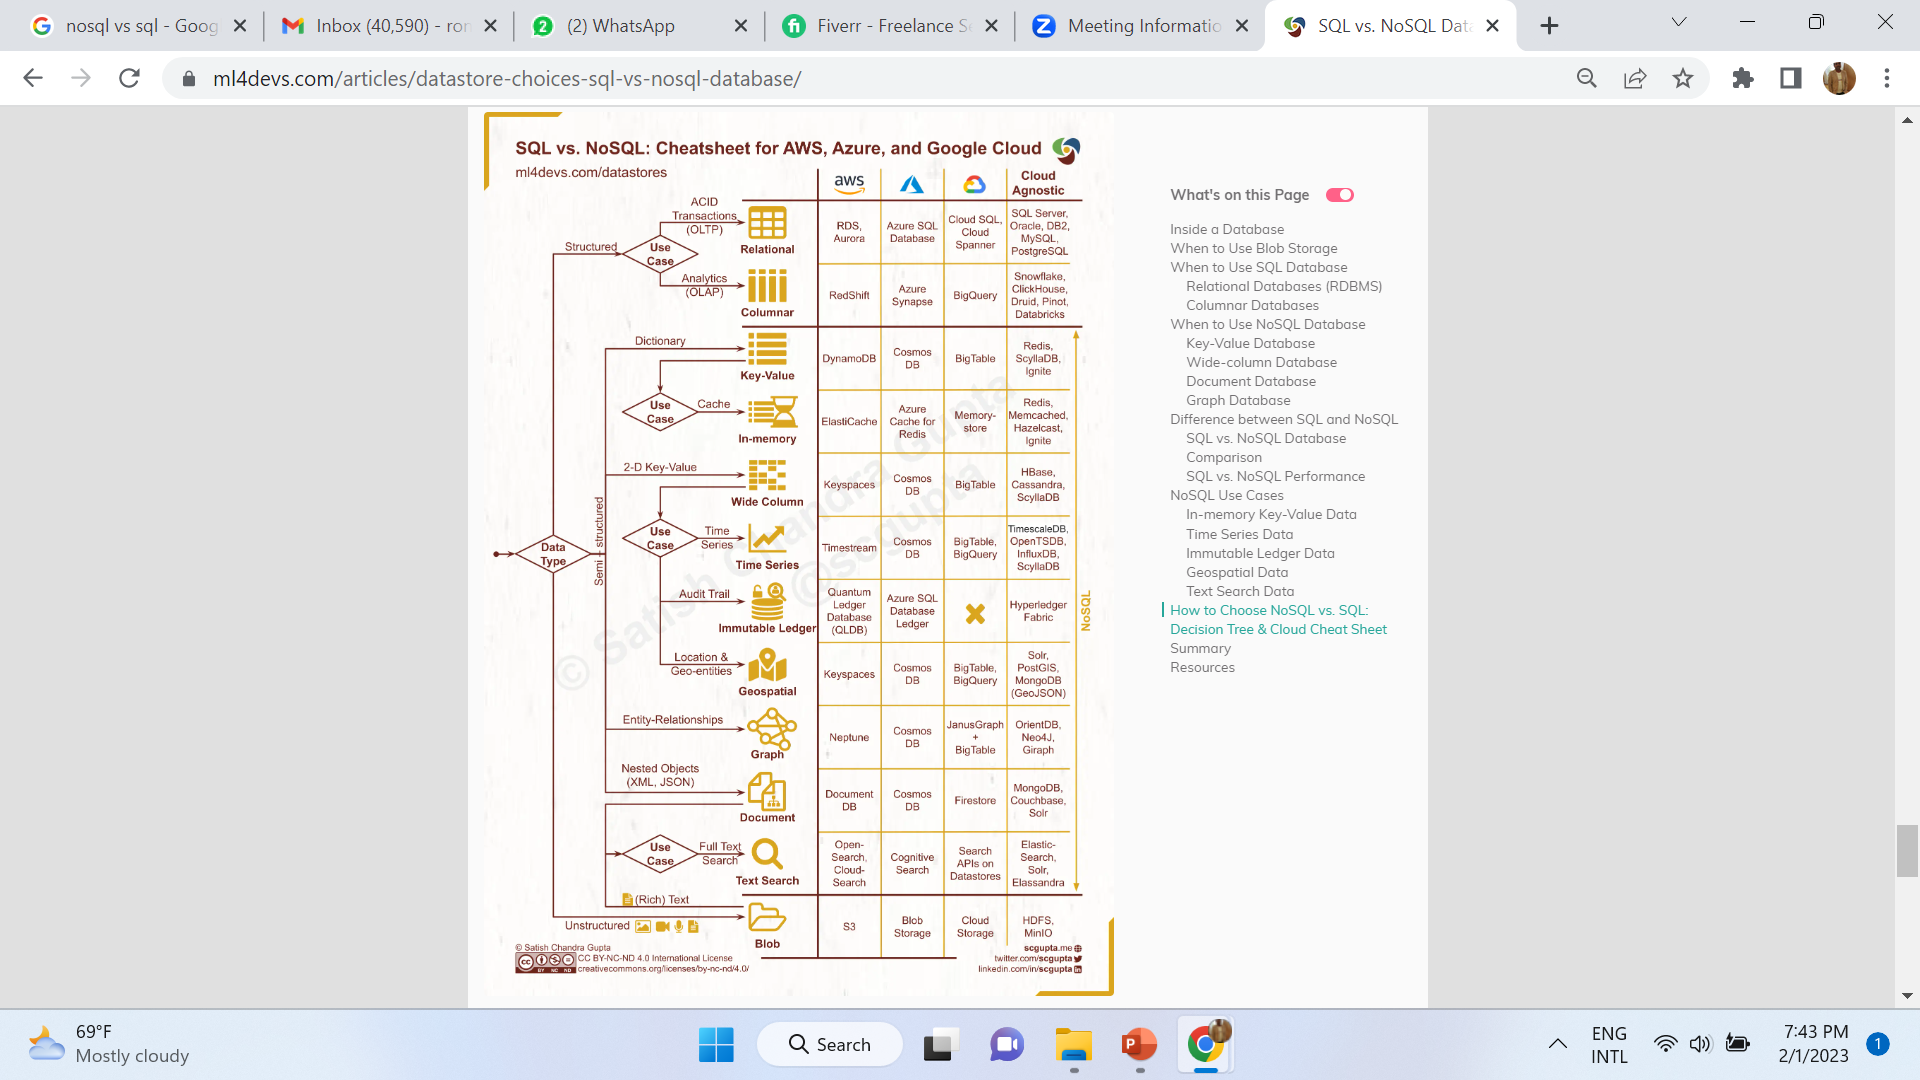 nosql vs sql - Goog
Inbox (40,590) - ron
(2) WhatsApp
Fiverr - Freelance Se
Meeting Informatio
SQL vs. NoSQL Data
ml4devs.com/articles/datastore-choices-sql-vs-nosql-database/
SQL vs. NoSQL: Cheatsheet for AWS, Azure, and Google Cloud
ml4devs.com/datastores
aws
Cloud
Agnostic
Data
Type
Structured
Use
Case
ACID
Transactions
(OLTP)
Relational
RDS,
Aurora
Azure SQL
Database
Cloud SQL,
Cloud
Spanner
SQL Server,
Oracle, DB2,
MySQL,
PostgreSQL
Analytics
(OLAP)
Columnar
RedShift
Azure
Synapse
BigQuery
Snowflake,
ClickHouse,
Druid, Pinot,
Databricks
Semi - structured
NoSQL
Dictionary
Key-Value
DynamoDB
Cosmos
DB
BigTable
Redis,
ScyllaDB,
Ignite
Use
Case
Cache
In-memory
ElastiCache
Azure
Cache for
Redis
Memory-
store
Redis,
Memcached,
Hazelcast,
Ignite
2-D Key-Value
Wide Column
Keyspaces
Cosmos
DB
BigTable
HBase,
Cassandra,
ScyllaDB
Use
Case
Time
Series
Time Series
Timestream
Cosmos
DB
BigTable,
BigQuery
TimescaleDB,
OpenTSDB,
InfluxDB,
ScyllaDB
Audit Trail
Immutable Ledger
Quantum
Ledger
Database
(QLDB)
Azure SQL
Database
Ledger
Hyperledger
Fabric
Location &
Geo-entities
Geospatial
Keyspaces
Cosmos
DB
BigTable,
BigQuery
Solr,
PostGIS,
MongoDB
(GeoJSON)
Entity-Relationships
Graph
Neptune
Cosmos
DB
JanusGraph
+
BigTable
OrientDB,
Neo4J,
Giraph
Nested Objects
(XML, JSON)
Document
Document
DB
Cosmos
DB
Firestore
MongoDB,
Couchbase,
Solr
Use
Case
Full Text
Search
Text Search
Open-
Search,
Cloud-
Search
Cognitive
Search
Search
APIs on
Datastores
Elastic-
Search,
Solr,
Elassandra
(Rich) Text
Unstructured
Blob
S3
Blob
Storage
Cloud
Storage
HDFS,
MinIO
© Satish Chandra Gupta
@scgupta
© Satish Chandra Gupta
cc BY NC ND
CC BY-NC-ND 4.0 International License
creativecommons.org/licenses/by-nc-nd/4.0/
scgupta.me
twitter.com/scgupta
linkedin.com/in/scgupta
What's on this Page
Inside a Database
When to Use Blob Storage
When to Use SQL Database
Relational Databases (RDBMS)
Columnar Databases
When to Use NoSQL Database
Key-Value Database
Wide-column Database
Document Database
Graph Database
Difference between SQL and NoSQL
SQL vs. NoSQL Database
Comparison
SQL vs. NoSQL Performance
NoSQL Use Cases
In-memory Key-Value Data
Time Series Data
Immutable Ledger Data
Geospatial Data
Text Search Data
How to Choose NoSQL vs. SQL:
Decision Tree & Cloud Cheat Sheet
Summary
Resources
69°F
Mostly cloudy
Search
ENG
INTL
7:43 PM
2/1/2023
1